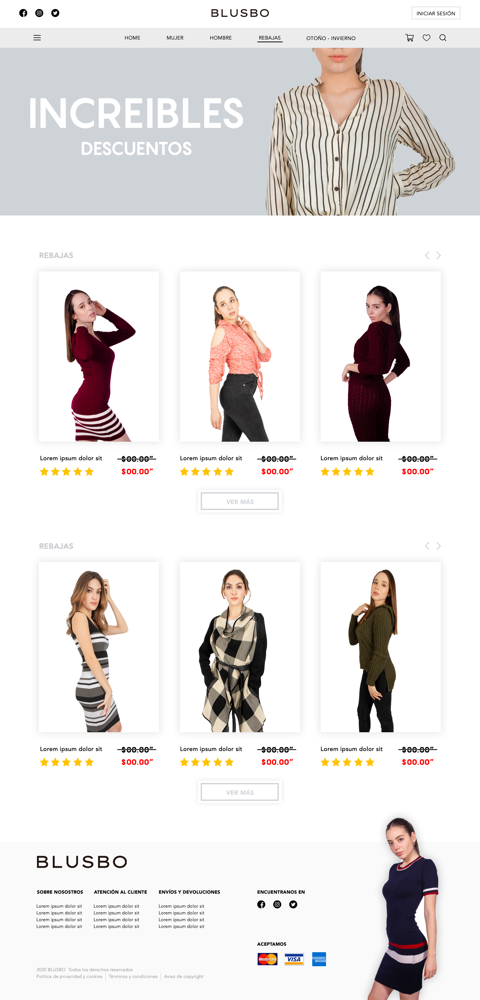 BLUSBO
INICIAR SESIÓN
HOME MUJER HOMBRE REBAJAS OTOÑO - INVIERNO
INCREIBLES
DESCUENTOS
REBAJAS
Lorem ipsum dolor sit $00.00” Lorem ipsum dolor sit $00.00” Lorem ipsum dolor sit $00.00”
$00.00” $00.00” $00.00”
VER MÁS
REBAJAS
Lorem ipsum dolor sit $00.00” Lorem ipsum dolor sit $00.00” Lorem ipsum dolor sit $00.00”
$00.00” $00.00” $00.00”
VER MÁS
BLUSBO
SOBRE NOSOSTROS ATENCIÓN AL CLIENTE ENVÍOS Y DEVOLUCIONES ENCUENTRANOS EN
Lorem ipsum dolor sit Lorem ipsum dolor sit Lorem ipsum dolor sit
Lorem ipsum dolor sit Lorem ipsum dolor sit Lorem ipsum dolor sit
Lorem ipsum dolor sit Lorem ipsum dolor sit Lorem ipsum dolor sit
Lorem ipsum dolor sit Lorem ipsum dolor sit Lorem ipsum dolor sit
ACEPTAMOS
MasterCard VISA AMERICAN EXPRESS
2020 BLUSBO Todos los derechos reservados
Política de privacidad y cookies Términos y condiciones Aviso de copyright